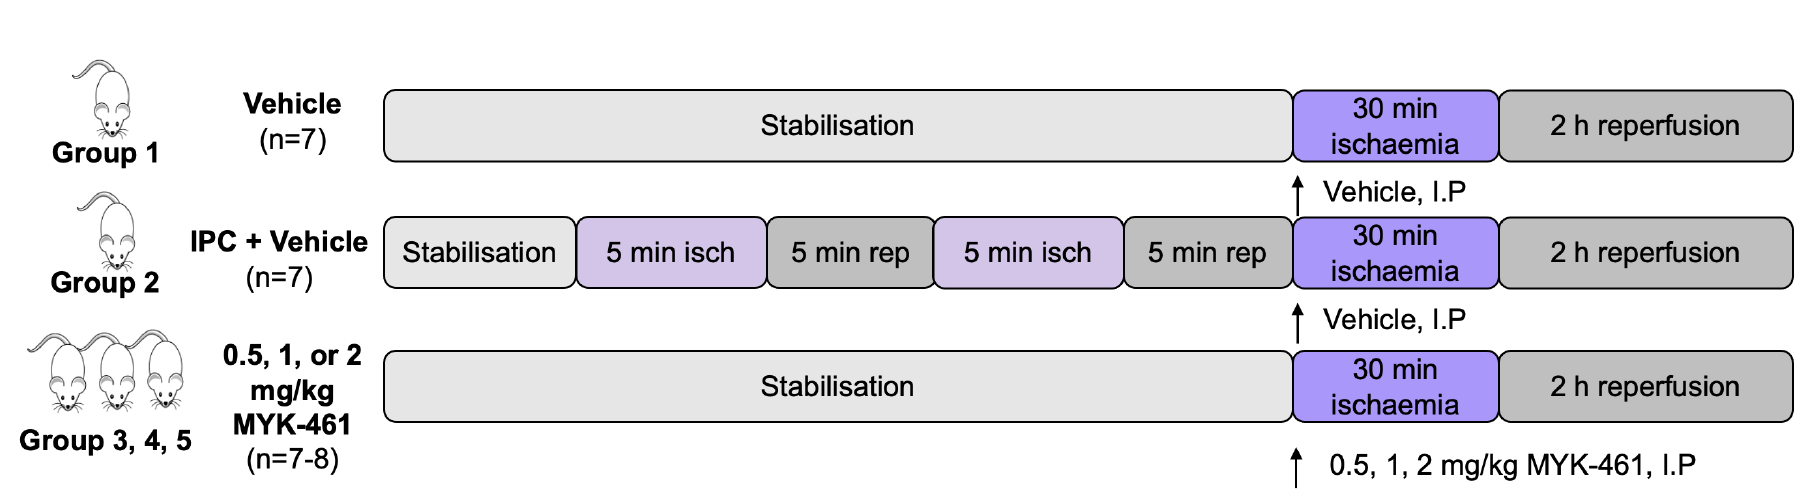 Group 1
Vehicle
(n=7)
Stabilisation
30 min
ischaemia
2 h reperfusion
Vehicle, I.P
Group 2
IPC + Vehicle
(n=7)
Stabilisation
5 min isch
5 min rep
5 min isch
5 min rep
30 min
ischaemia
2 h reperfusion
Vehicle, I.P
Group 3, 4, 5
0.5, 1, or 2
mg/kg
MYK-461
(n=7-8)
Stabilisation
30 min
ischaemia
2 h reperfusion
0.5, 1, 2 mg/kg MYK-461, I.P